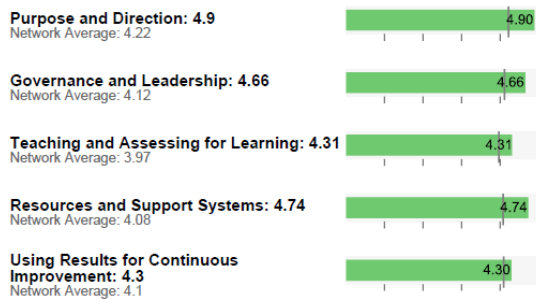 Purpose and Direction: 4.9
Network Average: 4.22
4.90
Governance and Leadership: 4.66
Network Average: 4.12
4.66
Teaching and Assessing for Learning: 4.31
Network Average: 3.97
4.31
Resources and Support Systems: 4.74
Network Average: 4.08
4.74
Using Results for Continuous
Improvement: 4.3
Network Average: 4.1
4.30